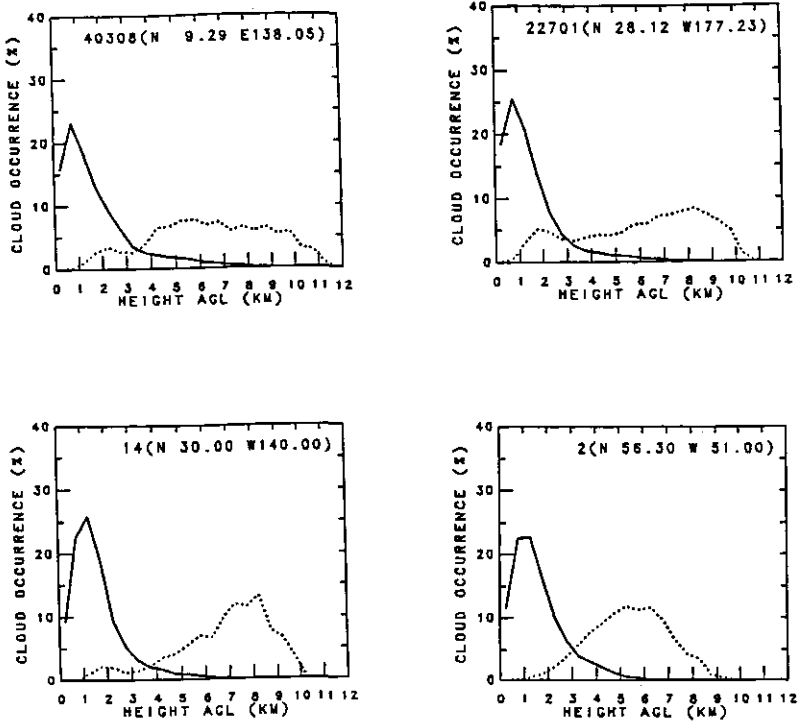 CLOUD OCCURRENCE (%)
40
30
20
10
0
40308(N 9.29 E138.05)
0 1 2 3 4 5 6 7 8 9 10 11 12
HEIGHT AGL (KM)
CLOUD OCCURRENCE (%)
40
30
20
10
0
22701(N 28.12 W177.23)
0 1 2 3 4 5 6 7 8 9 10 11 12
HEIGHT AGL (KM)
CLOUD OCCURRENCE (%)
40
30
20
10
0
14(N 30.00 W140.00)
0 1 2 3 4 5 6 7 8 9 10 11 12
HEIGHT AGL (KM)
CLOUD OCCURRENCE (%)
40
30
20
10
0
2(N 56.30 W 51.00)
0 1 2 3 4 5 6 7 8 9 10 11 12
HEIGHT AGL (KM)